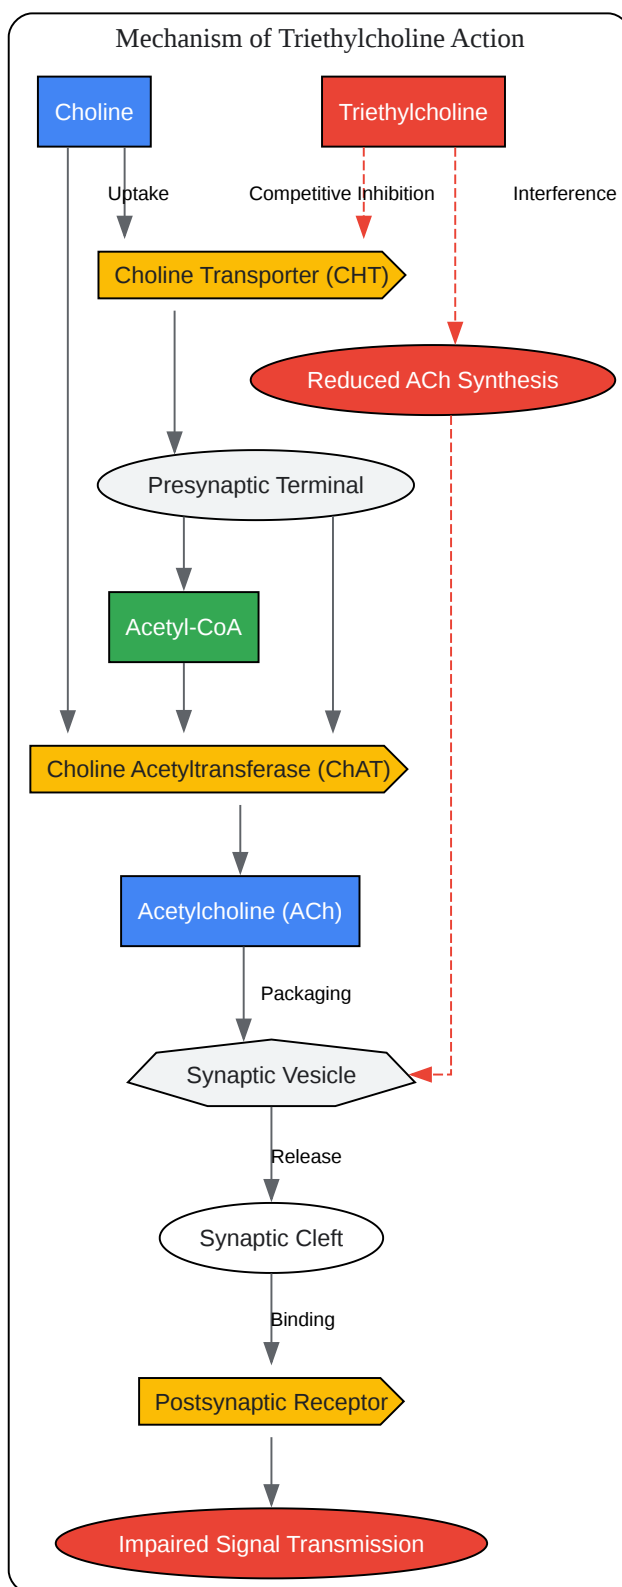 Mechanism of Triethylcholine Action
Choline
Triethylcholine
Uptake
Competitive Inhibition
Interference
Choline Transporter (CHT)
Reduced ACh Synthesis
Presynaptic Terminal
Acetyl-CoA
Choline Acetyltransferase (ChAT)
Acetylcholine (ACh)
Packaging
Synaptic Vesicle
Release
Synaptic Cleft
Binding
Postsynaptic Receptor
Impaired Signal Transmission